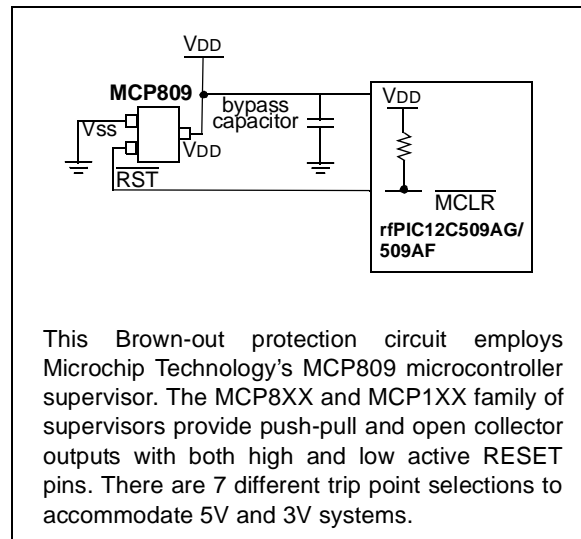 VDD
MCP809
bypass
capacitor
VDD
Vss
VDD
RST
MCLR
rfPIC12C509AG/
509AF
This Brown-out protection circuit employs
Microchip Technology's MCP809 microcontroller
supervisor. The MCP8XX and MCP1XX family of
supervisors provide push-pull and open collector
outputs with both high and low active RESET
pins. There are 7 different trip point selections to
accommodate 5V and 3V systems.